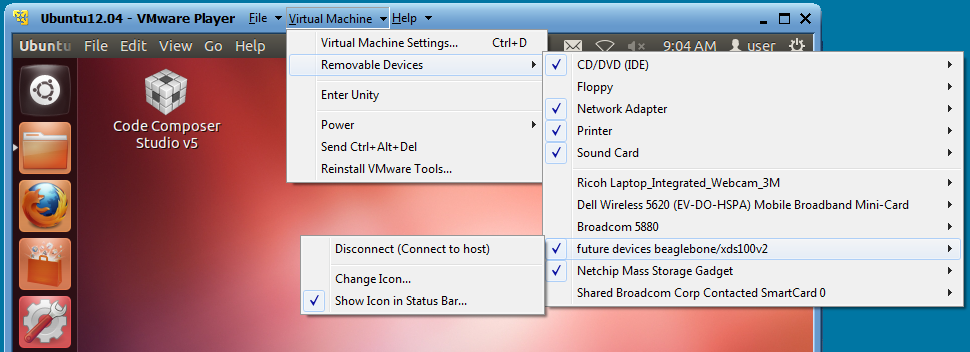 Ubuntu12.04 - VMware Player File Virtual Machine Help
Ubuntu File Edit View Go Help 9:04 AM user
Virtual Machine Settings... Ctrl+D
Removable Devices
Enter Unity
Power
Send Ctrl+Alt+Del
Reinstall VMware Tools...
CD/DVD (IDE)
Floppy
Network Adapter
Printer
Sound Card
Ricoh Laptop_Integrated_Webcam_3M
Dell Wireless 5620 (EV-DO-HSPA) Mobile Broadband Mini-Card
Broadcom 5880
future devices beaglebone/xds100v2
Netchip Mass Storage Gadget
Shared Broadcom Corp Contacted SmartCard 0
Disconnect (Connect to host)
Change Icon...
Show Icon in Status Bar...
Code Composer
Studio v5